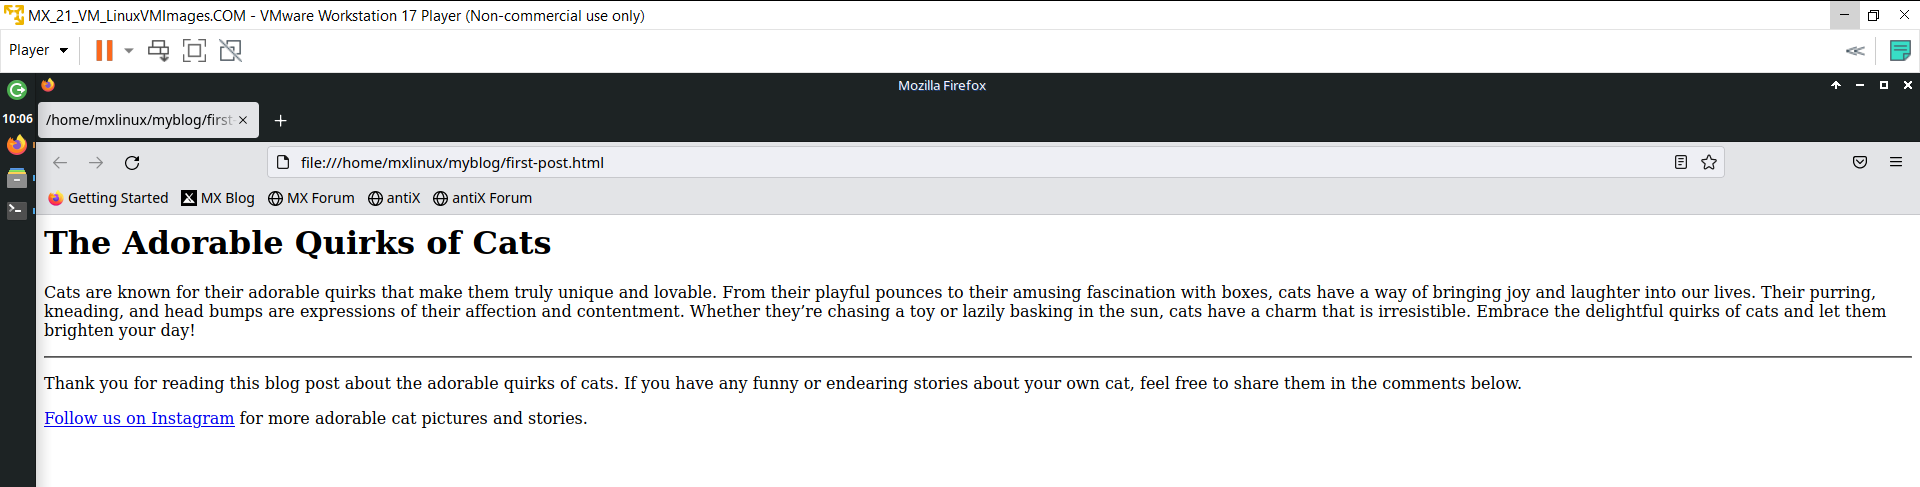 MX_21_VM_LinuxVMImages.COM - VMware Workstation 17 Player (Non-commercial use only)
Player
Mozilla Firefox
10:06
/home/mxlinux/myblog/first-
file:///home/mxlinux/myblog/first-post.html
Getting Started MX Blog MX Forum antiX antiX Forum
The Adorable Quirks of Cats
Cats are known for their adorable quirks that make them truly unique and lovable. From their playful pounces to their amusing fascination with boxes, cats have a way of bringing joy and laughter into our lives. Their purring,
kneading, and head bumps are expressions of their affection and contentment. Whether they’re chasing a toy or lazily basking in the sun, cats have a charm that is irresistible. Embrace the delightful quirks of cats and let them
brighten your day!
Thank you for reading this blog post about the adorable quirks of cats. If you have any funny or endearing stories about your own cat, feel free to share them in the comments below.
Follow us on Instagram for more adorable cat pictures and stories.